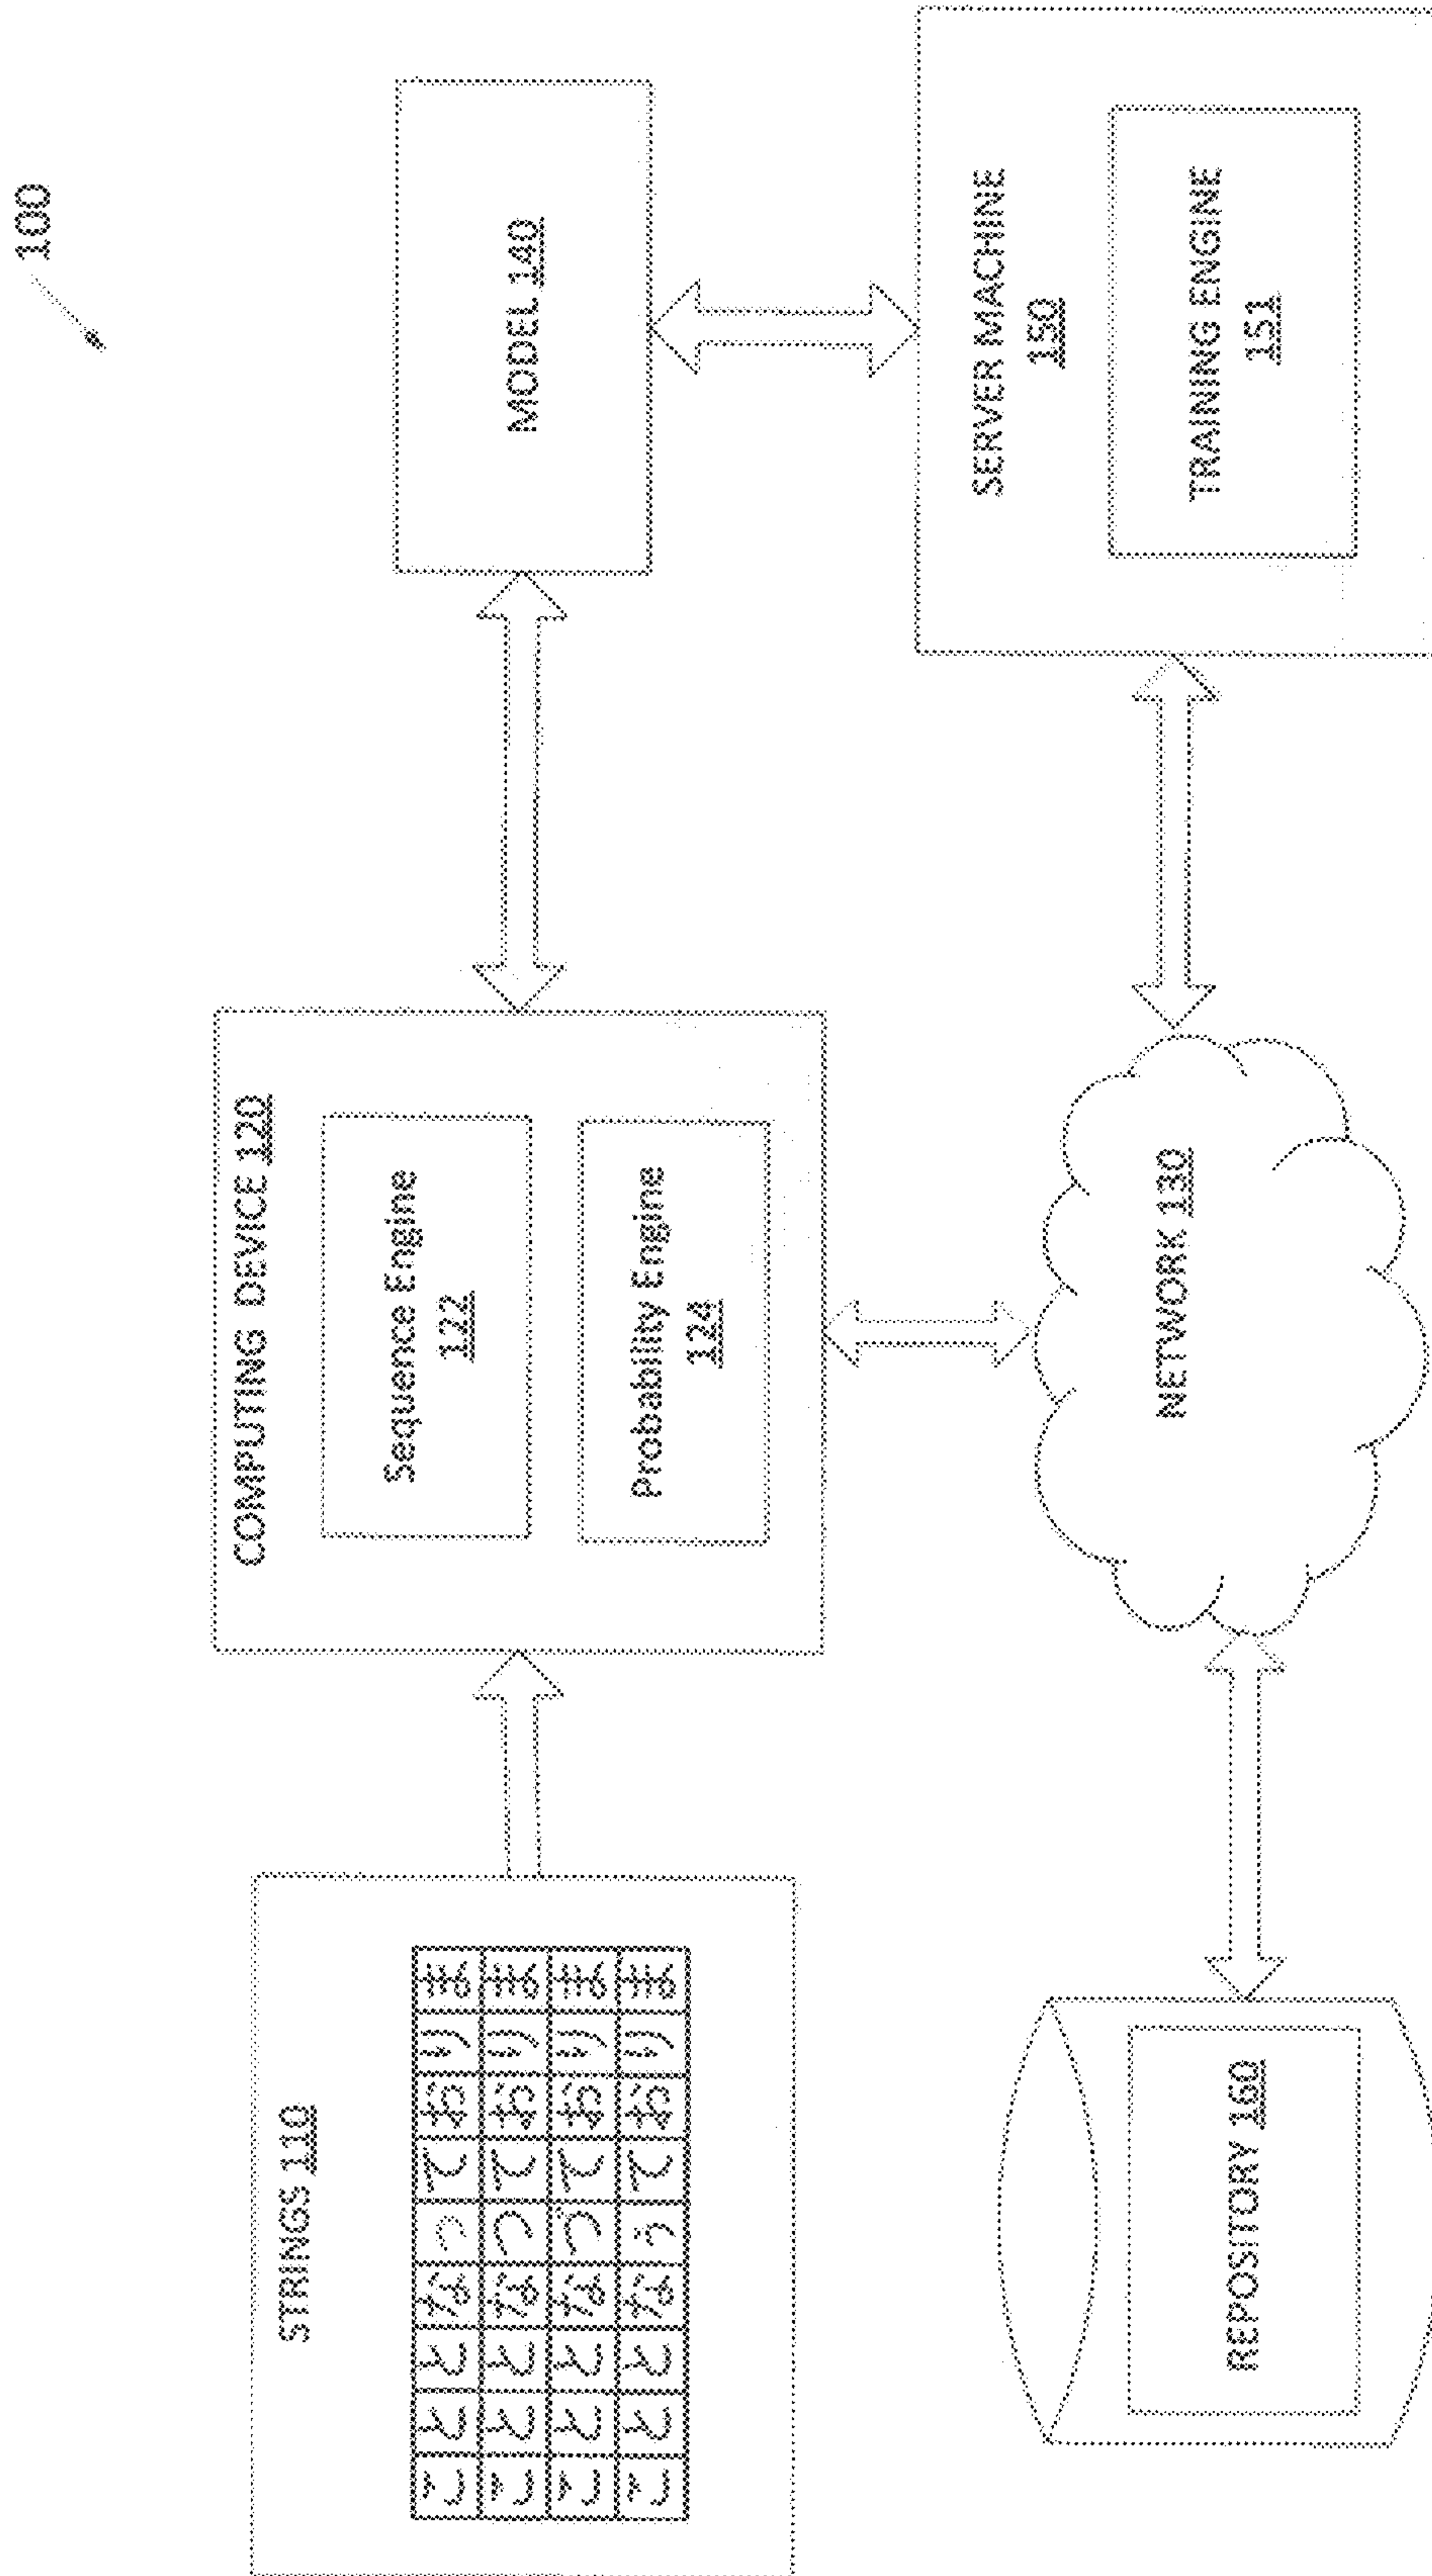 100
STRINGS 110
COMPUTING DEVICE 120
Sequence Engine
122
Probability Engine
124
MODEL 140
REPOSITORY 160
NETWORK 130
SERVER MACHINE
150
TRAINING ENGINE
151